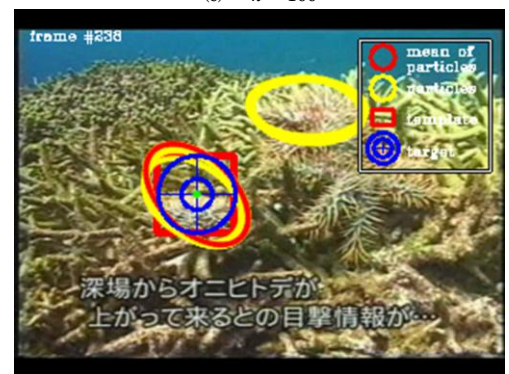 frame #238
mean of
particles
particles
template
target
深場からオニヒトデが
上がって来るとの目撃情報が…